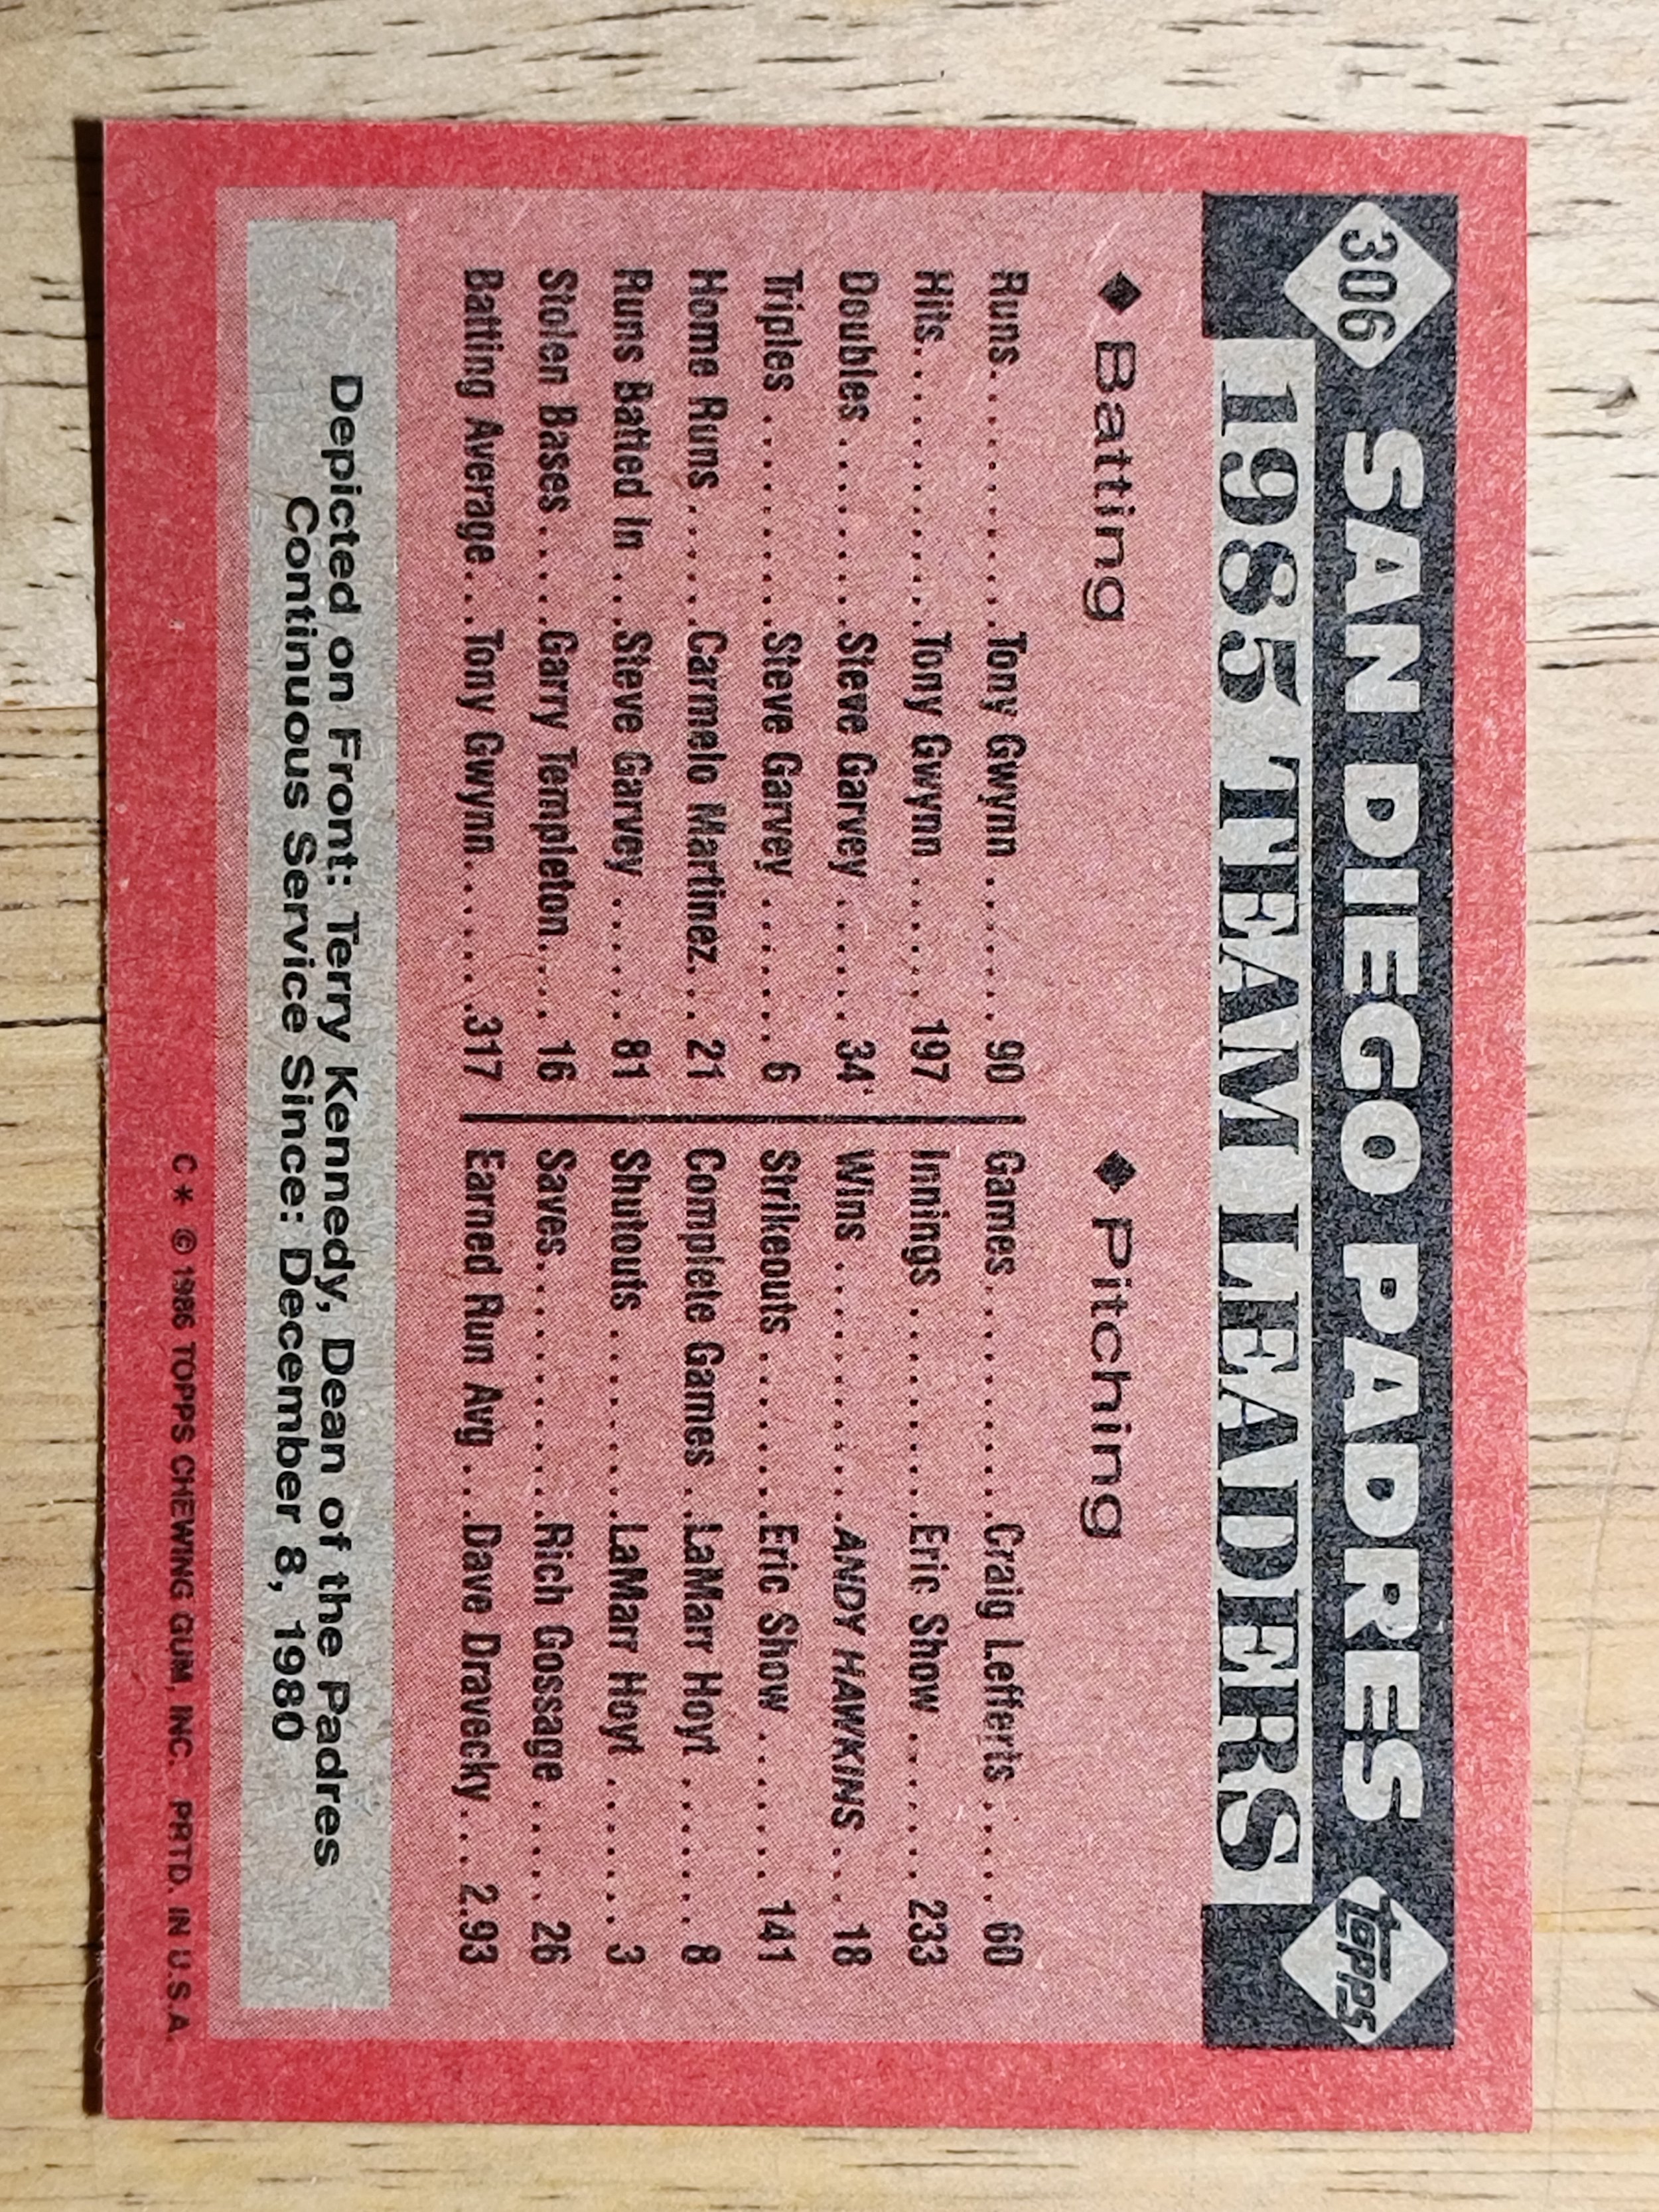 306 SAN DIEGO PADRES topps
1985 TEAM LEADERS
◆ Batting
Runs. . . . . . . . . . . . .Tony Gwynn . . . . . . . 90
Hits. . . . . . . . . . . . . .Tony Gwynn . . . . . . 197
Doubles . . . . . . . . . .Steve Garvey . . . . . . 34
Triples . . . . . . . . . . .Steve Garvey . . . . . . . 6
Home Runs . . . . . .Carmelo Martinez. . . 21
Runs Batted In . . .Steve Garvey . . . . . . 81
Stolen Bases. . . . .Garry Templeton. . . . 16
Batting Average. . .Tony Gwynn. . . . . . . .317
◆ Pitching
Games . . . . . . . . . . .Craig Lefferts . . . . . 60
Innings . . . . . . . . . . .Eric Show . . . . . . . 233
Wins . . . . . . . . . . . . .ANDY HAWKINS . . . 18
Strikeouts . . . . . . . .Eric Show . . . . . . . 141
Complete Games . .LaMarr Hoyt . . . . . . . 8
Shutouts . . . . . . . . .LaMarr Hoyt . . . . . . . 3
Saves. . . . . . . . . . . . .Rich Gossage . . . . . 26
Earned Run Avg . . .Dave Dravecky. . . . 2.93
Depicted on Front: Terry Kennedy, Dean of the Padres
Continuous Service Since: December 8, 1980
C* © 1986 TOPPS CHEWING GUM, INC. PRTD. IN U.S.A.